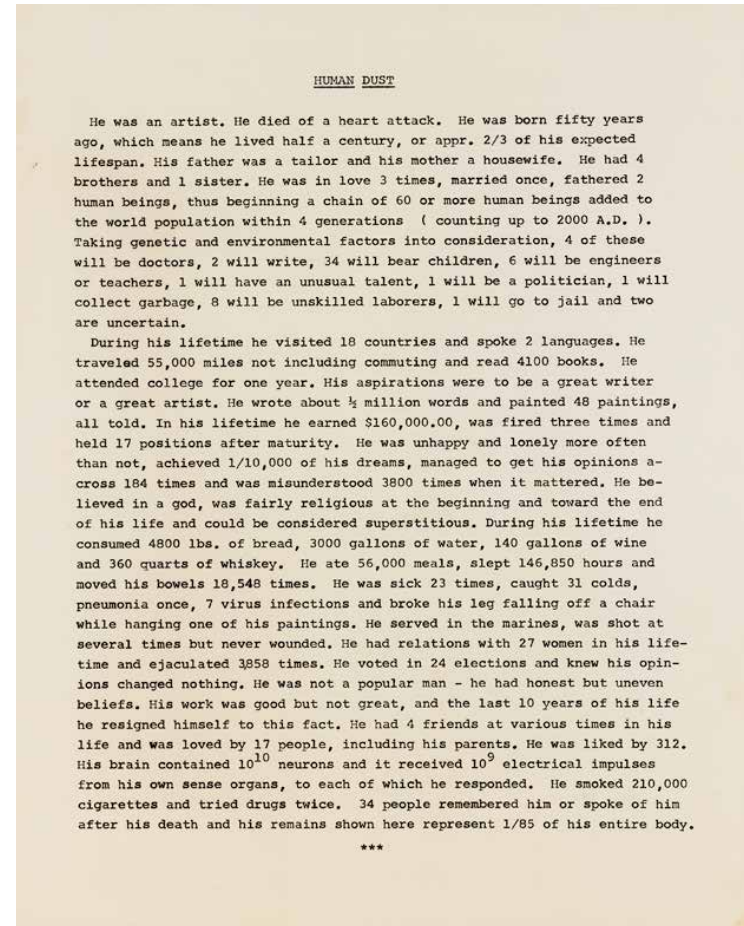 HUMAN DUST
He was an artist. He died of a heart attack. He was born fifty years
ago, which means he lived half a century, or appr. 2/3 of his expected
lifespan. His father was a tailor and his mother a housewife. He had 4
brothers and 1 sister. He was in love 3 times, married once, fathered 2
human beings, thus beginning a chain of 60 or more human beings added to
the world population within 4 generations ( counting up to 2000 A.D. ).
Taking genetic and environmental factors into consideration, 4 of these
will be doctors, 2 will write, 34 will bear children, 6 will be engineers
or teachers, 1 will have an unusual talent, 1 will be a politician, 1 will
collect garbage, 8 will be unskilled laborers, 1 will go to jail and two
are uncertain.
During his lifetime he visited 18 countries and spoke 2 languages. He
traveled 55,000 miles not including commuting and read 4100 books. He
attended college for one year. His aspirations were to be a great writer
or a great artist. He wrote about ½ million words and painted 48 paintings,
all told. In his lifetime he earned $160,000.00, was fired three times and
held 17 positions after maturity. He was unhappy and lonely more often
than not, achieved 1/10,000 of his dreams, managed to get his opinions a-
cross 184 times and was misunderstood 3800 times when it mattered. He be-
lieved in a god, was fairly religious at the beginning and toward the end
of his life and could be considered superstitious. During his lifetime he
consumed 4800 lbs. of bread, 3000 gallons of water, 140 gallons of wine
and 360 quarts of whiskey. He ate 56,000 meals, slept 146,850 hours and
moved his bowels 18,548 times. He was sick 23 times, caught 31 colds,
pneumonia once, 7 virus infections and broke his leg falling off a chair
while hanging one of his paintings. He served in the marines, was shot at
several times but never wounded. He had relations with 27 women in his life-
time and ejaculated 3,858 times. He voted in 24 elections and knew his opin-
ions changed nothing. He was not a popular man - he had honest but uneven
beliefs. His work was good but not great, and the last 10 years of his life
he resigned himself to this fact. He had 4 friends at various times in his
life and was loved by 17 people, including his parents. He was liked by 312.
His brain contained 10¹⁰ neurons and it received 10⁹ electrical impulses
from his own sense organs, to each of which he responded. He smoked 210,000
cigarettes and tried drugs twice. 34 people remembered him or spoke of him
after his death and his remains shown here represent 1/85 of his entire body.
***